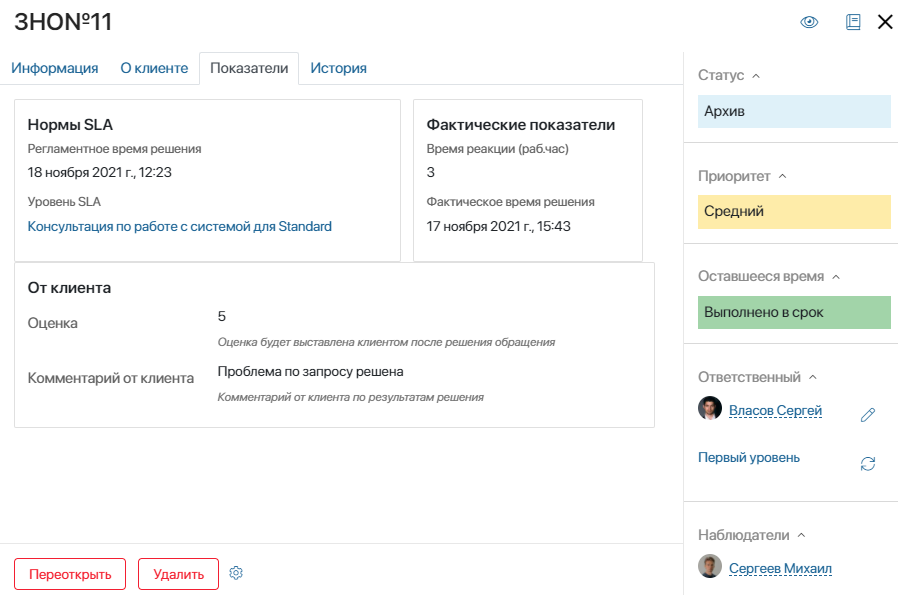 ЗНО№11
Информация О клиенте Показатели История
Нормы SLA
Регламентное время решения
18 ноября 2021 г., 12:23
Уровень SLA
Консультация по работе с системой для Standard
Фактические показатели
Время реакции (раб.час)
3
Фактическое время решения
17 ноября 2021 г., 15:43
От клиента
Оценка
5
Оценка будет выставлена клиентом после решения обращения
Комментарий от клиента
Проблема по запросу решена
Комментарий от клиента по результатам решения
Переоткрыть Удалить
Статус
Архив
Приоритет
Средний
Оставшееся время
Выполнено в срок
Ответственный
Власов Сергей
Первый уровень
Наблюдатели
Сергеев Михаил